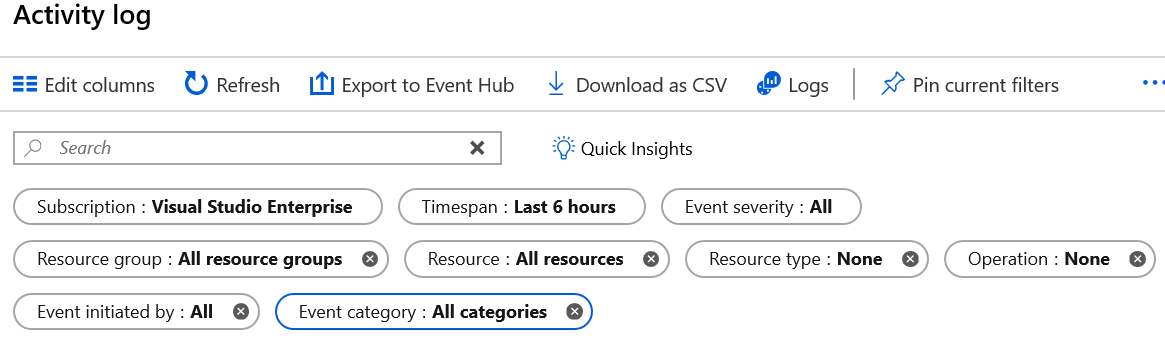 Activity log
Edit columns Refresh Export to Event Hub Download as CSV Logs Pin current filters
Search Quick Insights
Subscription : Visual Studio Enterprise Timespan : Last 6 hours Event severity : All
Resource group : All resource groups Resource : All resources Resource type : None Operation : None
Event initiated by : All Event category : All categories